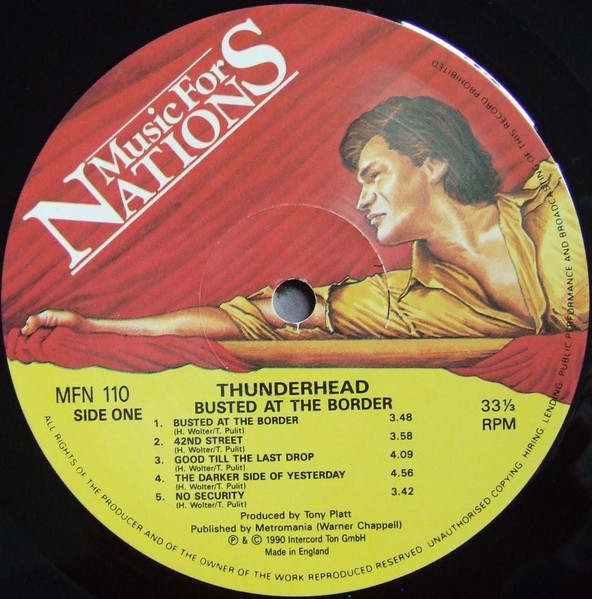 Music For
NATIONS
MFN 110
SIDE ONE
THUNDERHEAD
BUSTED AT THE BORDER
33⅓
RPM
1. BUSTED AT THE BORDER 3.48
(H. Wolter/T. Pulit)
2. 42ND STREET 3.58
(H. Wolter/T. Pulit)
3. GOOD TILL THE LAST DROP 4.09
(H. Wolter/T. Pulit)
4. THE DARKER SIDE OF YESTERDAY 4.56
(H. Wolter/T. Pulit)
5. NO SECURITY 3.42
(H. Wolter/T. Pulit)
Produced by Tony Platt
Published by Metromania (Warner Chappell)
℗ & © 1990 Intercord Ton GmbH
Made in England
ALL RIGHTS OF THE PRODUCER AND OF THE OWNER OF THE WORK REPRODUCED RESERVED UNAUTHORISED COPYING. HIRING. LENDING. PUBLIC PERFORMANCE AND BROADCASTING OF THIS RECORD PROHIBITED